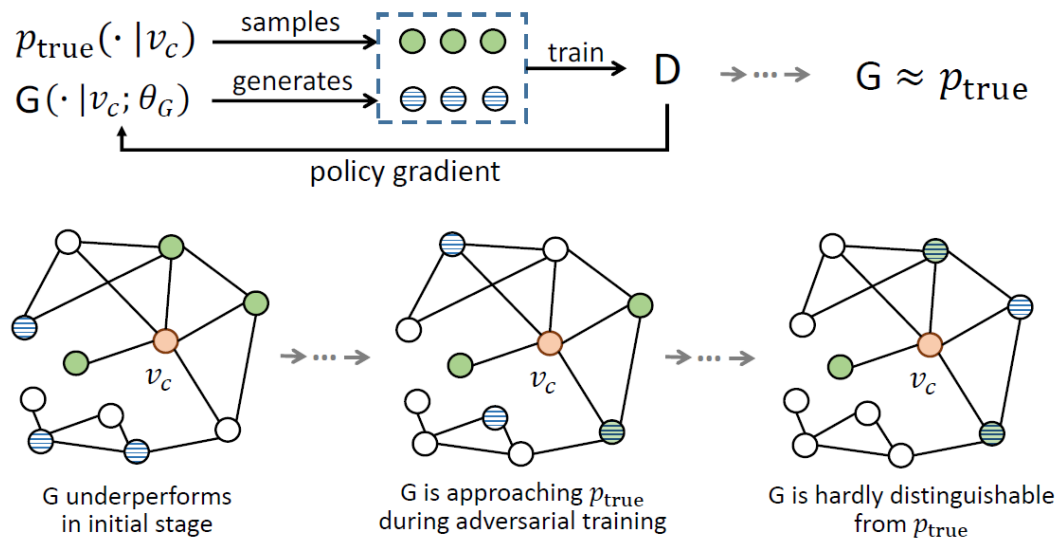 p_true(· |v_c)
samples
G(· |v_c; θ_G)
generates
train
D
···
G ≈ p_true
policy gradient
v_c
···
v_c
···
v_c
G underperforms
in initial stage
G is approaching p_true
during adversarial training
G is hardly distinguishable
from p_true